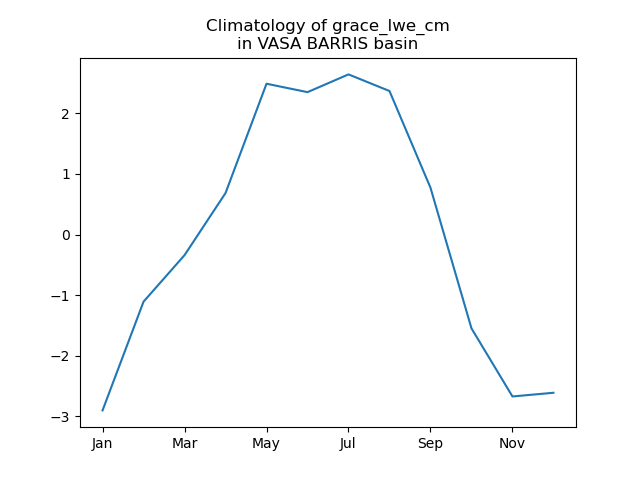 Climatology of grace_lwe_cm
in VASA BARRIS basin
2
1
0
−1
−2
−3
Jan Mar May Jul Sep Nov